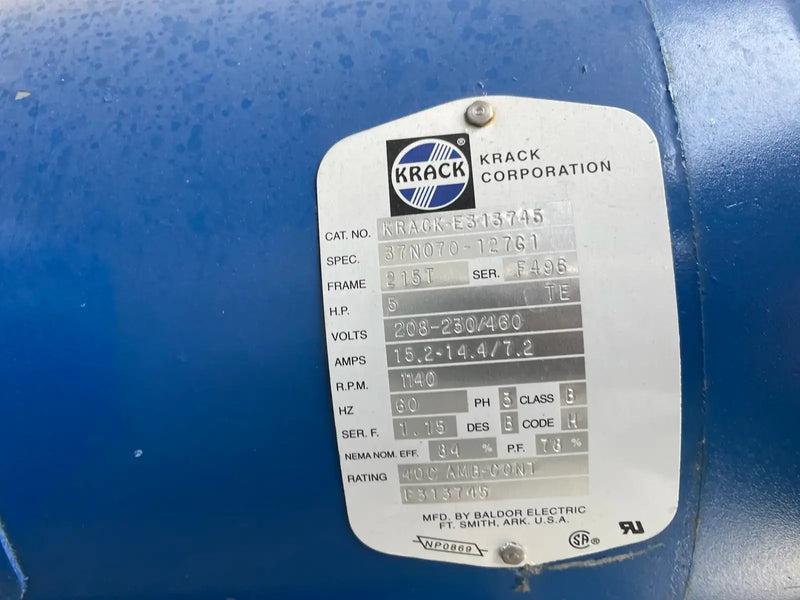 KRACK ®
KRACK
CORPORATION
CAT. NO. KRACK-E313745
SPEC. 37N070-127G1
FRAME 215T SER. F496
H.P. 5 TE
VOLTS 208-230/460
AMPS 15.2-14.4/7.2
R.P.M. 1140
HZ 60 PH 3 CLASS B
SER. F. 1.15 DES B CODE H
NEMA NOM. EFF. 84 % P.F. 78 %
RATING 40C AMB-CONT
MFD. BY BALDOR ELECTRIC
FT. SMITH, ARK. U.S.A.
NP0869 SA ® RU